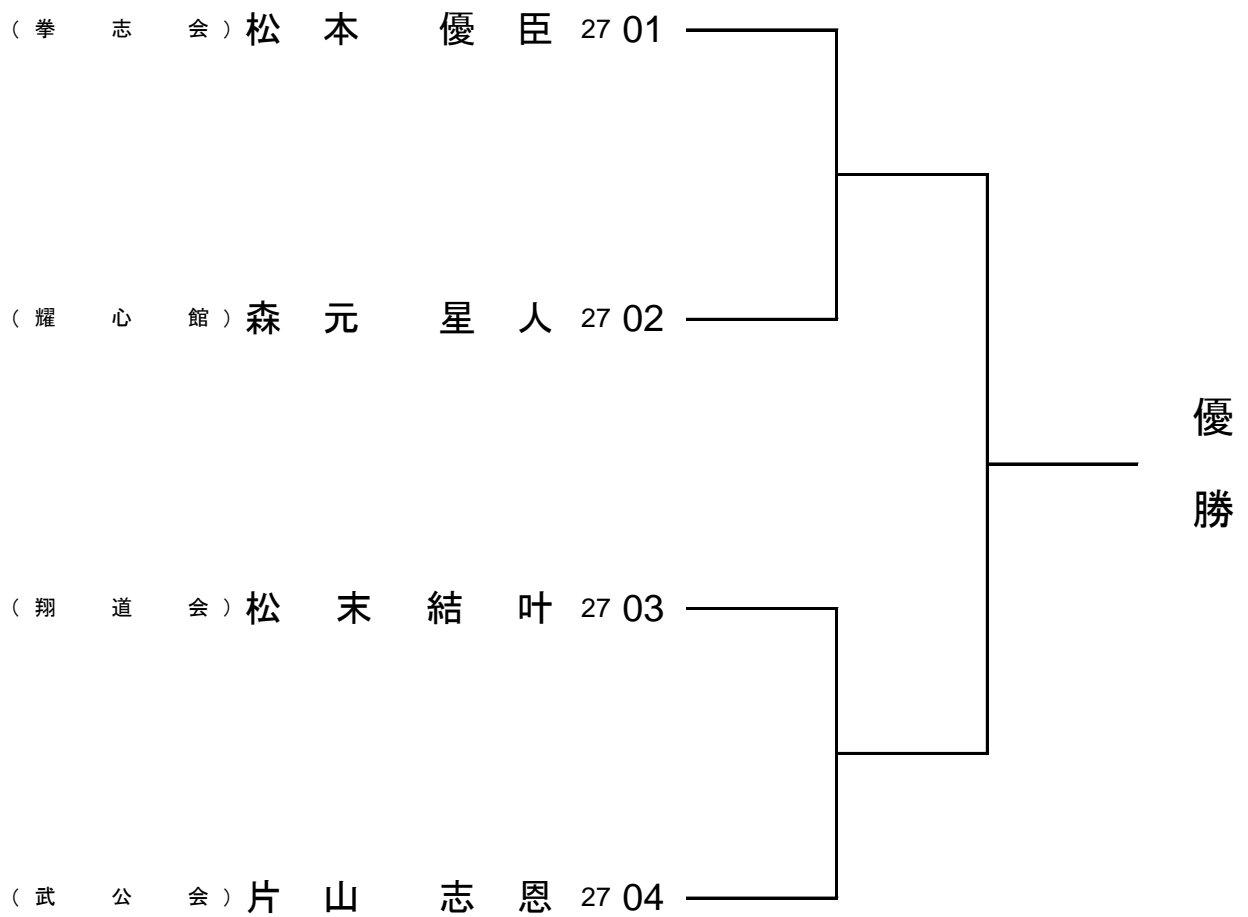 (拳志会) 松本 優臣 27 01
(耀心館) 森元 星人 27 02
優勝
(翔道会) 松末 結叶 27 03
(武公会) 片山 志恩 27 04